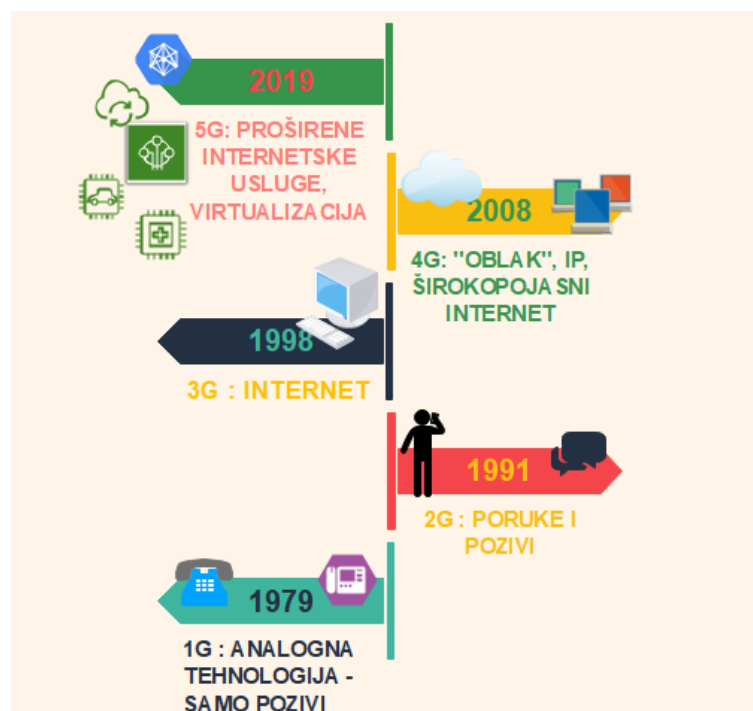 2019
5G: PROŠIRENE
INTERNETSKE
USLUGE,
VIRTUALIZACIJA
2008
4G: "OBLAK", IP,
ŠIROKOPOJASNI
INTERNET
1998
3G : INTERNET
1991
2G : PORUKE I
POZIVI
1979
1G : ANALOGNA
TEHNOLOGIJA -
SAMO POZIVI